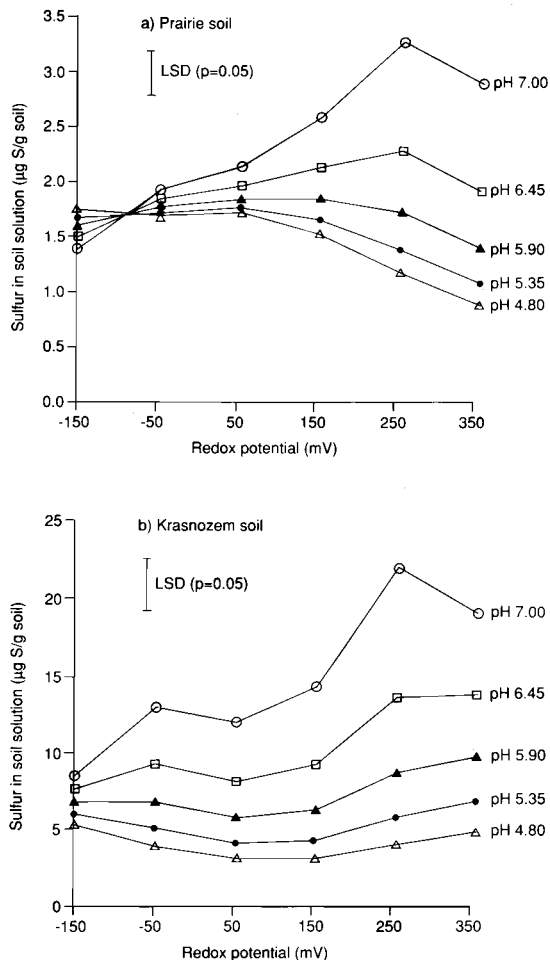 a) Prairie soil
LSD (p=0.05)
Sulfur in soil solution (µg S/g soil)
3.5
3.0
2.5
2.0
1.5
1.0
0.5
0.0
-150
-50
50
150
250
350
Redox potential (mV)
pH 7.00
pH 6.45
pH 5.90
pH 5.35
pH 4.80
b) Krasnozem soil
LSD (p=0.05)
Sulfur in soil solution (µg S/g soil)
25
20
15
10
5
0
-150
-50
50
150
250
350
Redox potential (mV)
pH 7.00
pH 6.45
pH 5.90
pH 5.35
pH 4.80